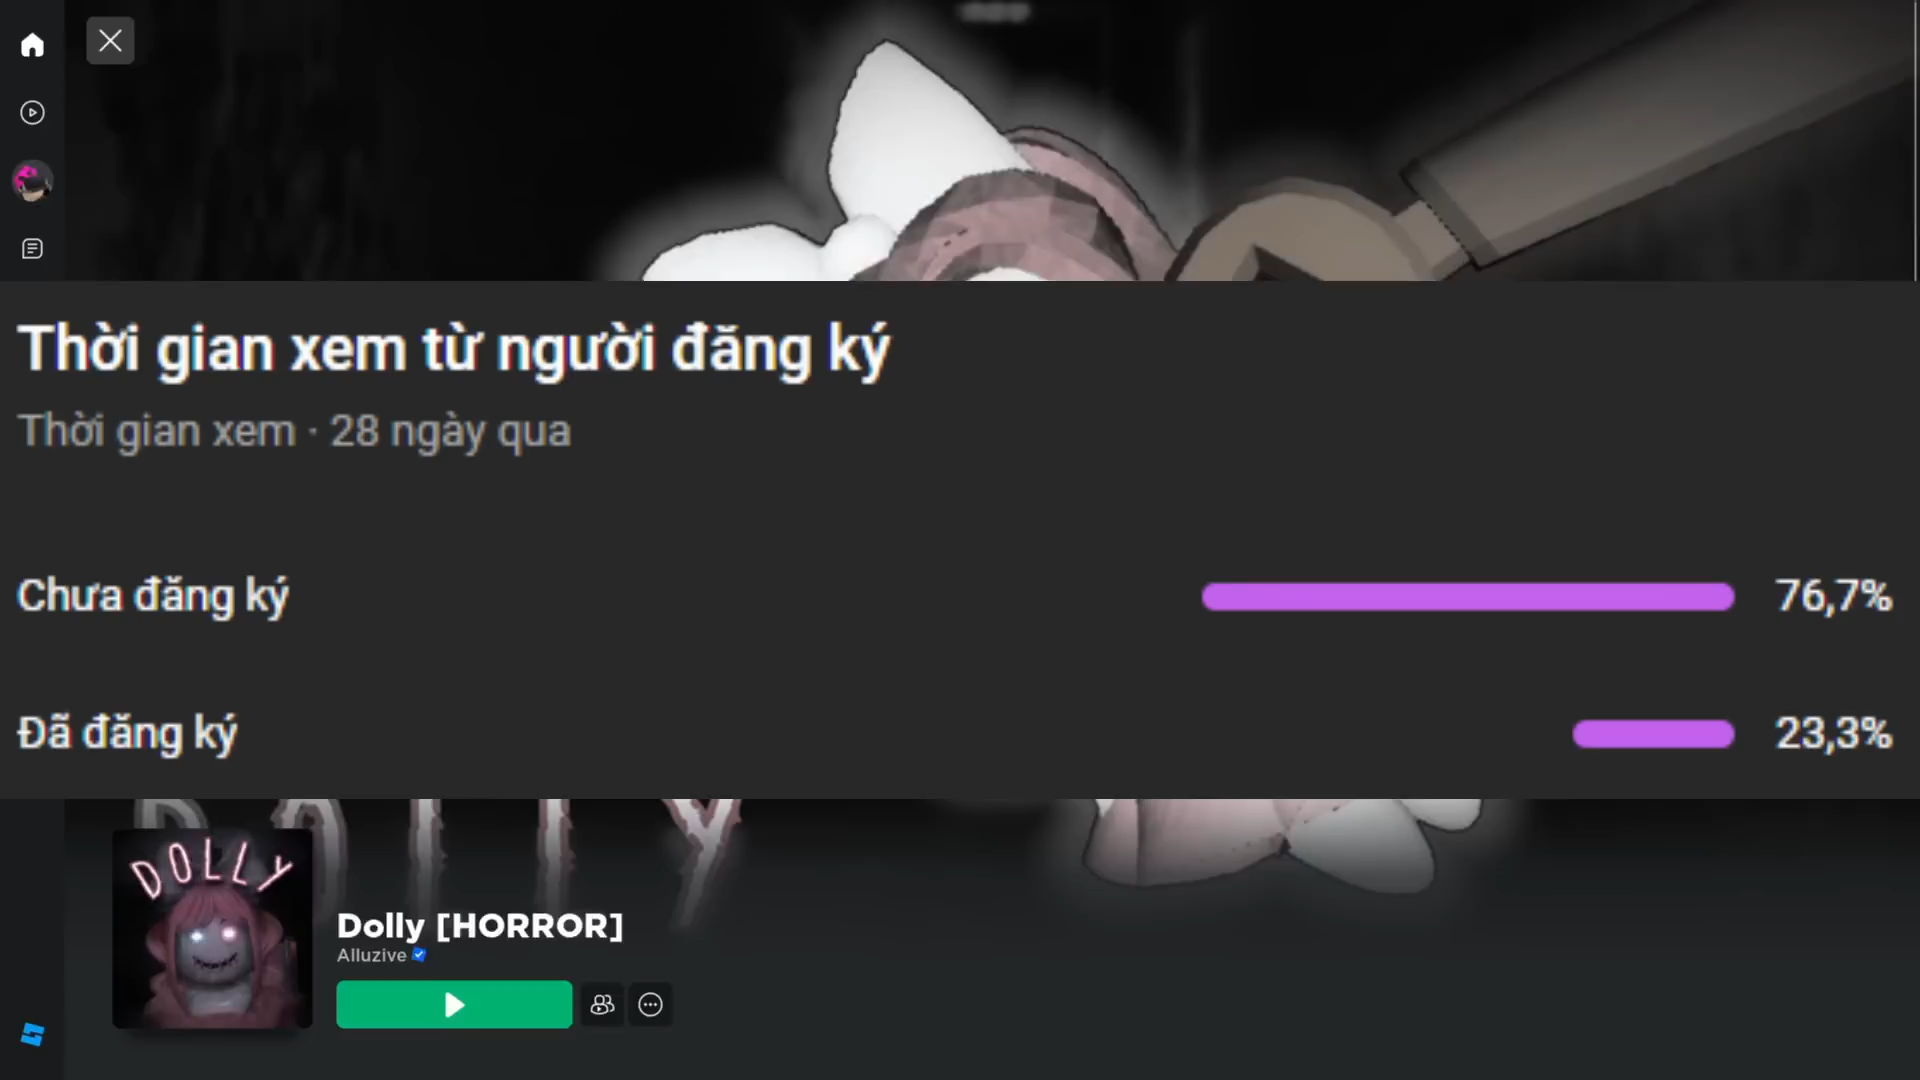 Thời gian xem từ người đăng ký
Thời gian xem · 28 ngày qua
Chưa đăng ký 76,7%
Đã đăng ký 23,3%
DOLLY
Dolly [HORROR]
Alluzive